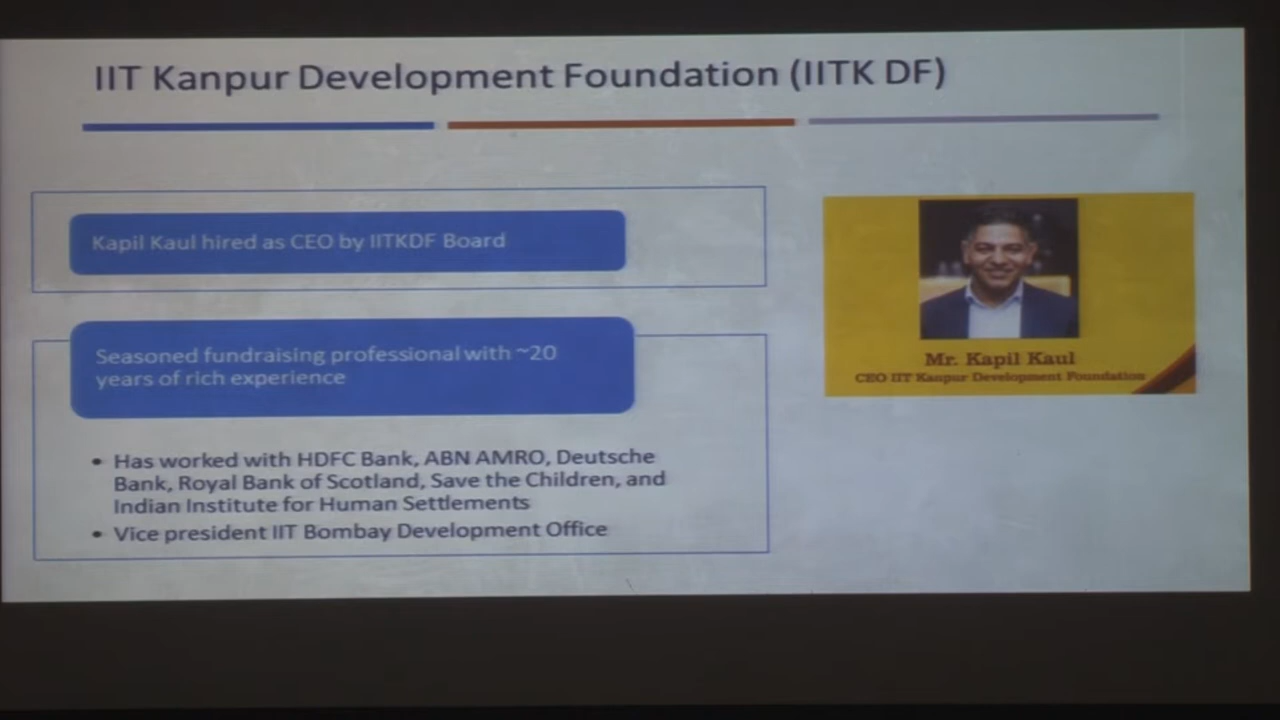 IIT Kanpur Development Foundation (IITK DF)
Kapil Kaul hired as CEO by IITKDF Board
Seasoned fundraising professional with ~20
years of rich experience
• Has worked with HDFC Bank, ABN AMRO, Deutsche
Bank, Royal Bank of Scotland, Save the Children, and
Indian Institute for Human Settlements
• Vice president IIT Bombay Development Office
Mr. Kapil Kaul
CEO IIT Kanpur Development Foundation